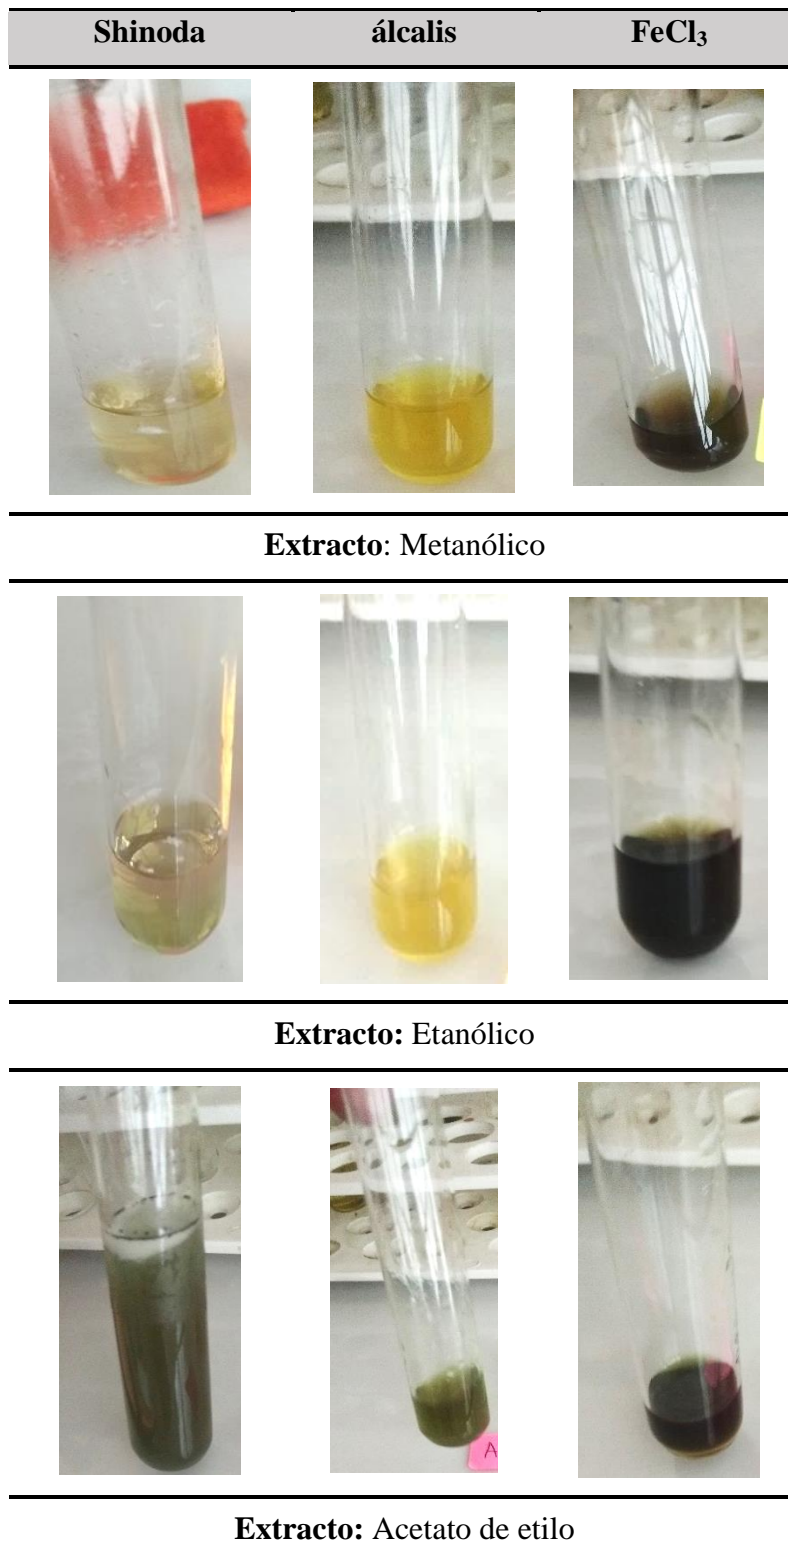 Shinoda álcalis FeCl₃
Extracto: Metanólico
Extracto: Etanólico
A
Extracto: Acetato de etilo